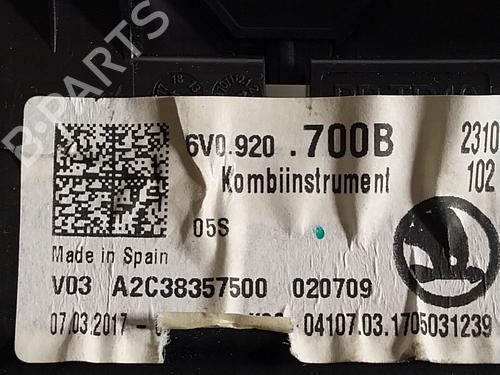 B-PARTS
6V0.920 .700B 2310
Kombiinstrument 102
05S
Made in Spain
V03 A2C38357500 020709
07.03.2017 04107.03.1705031239